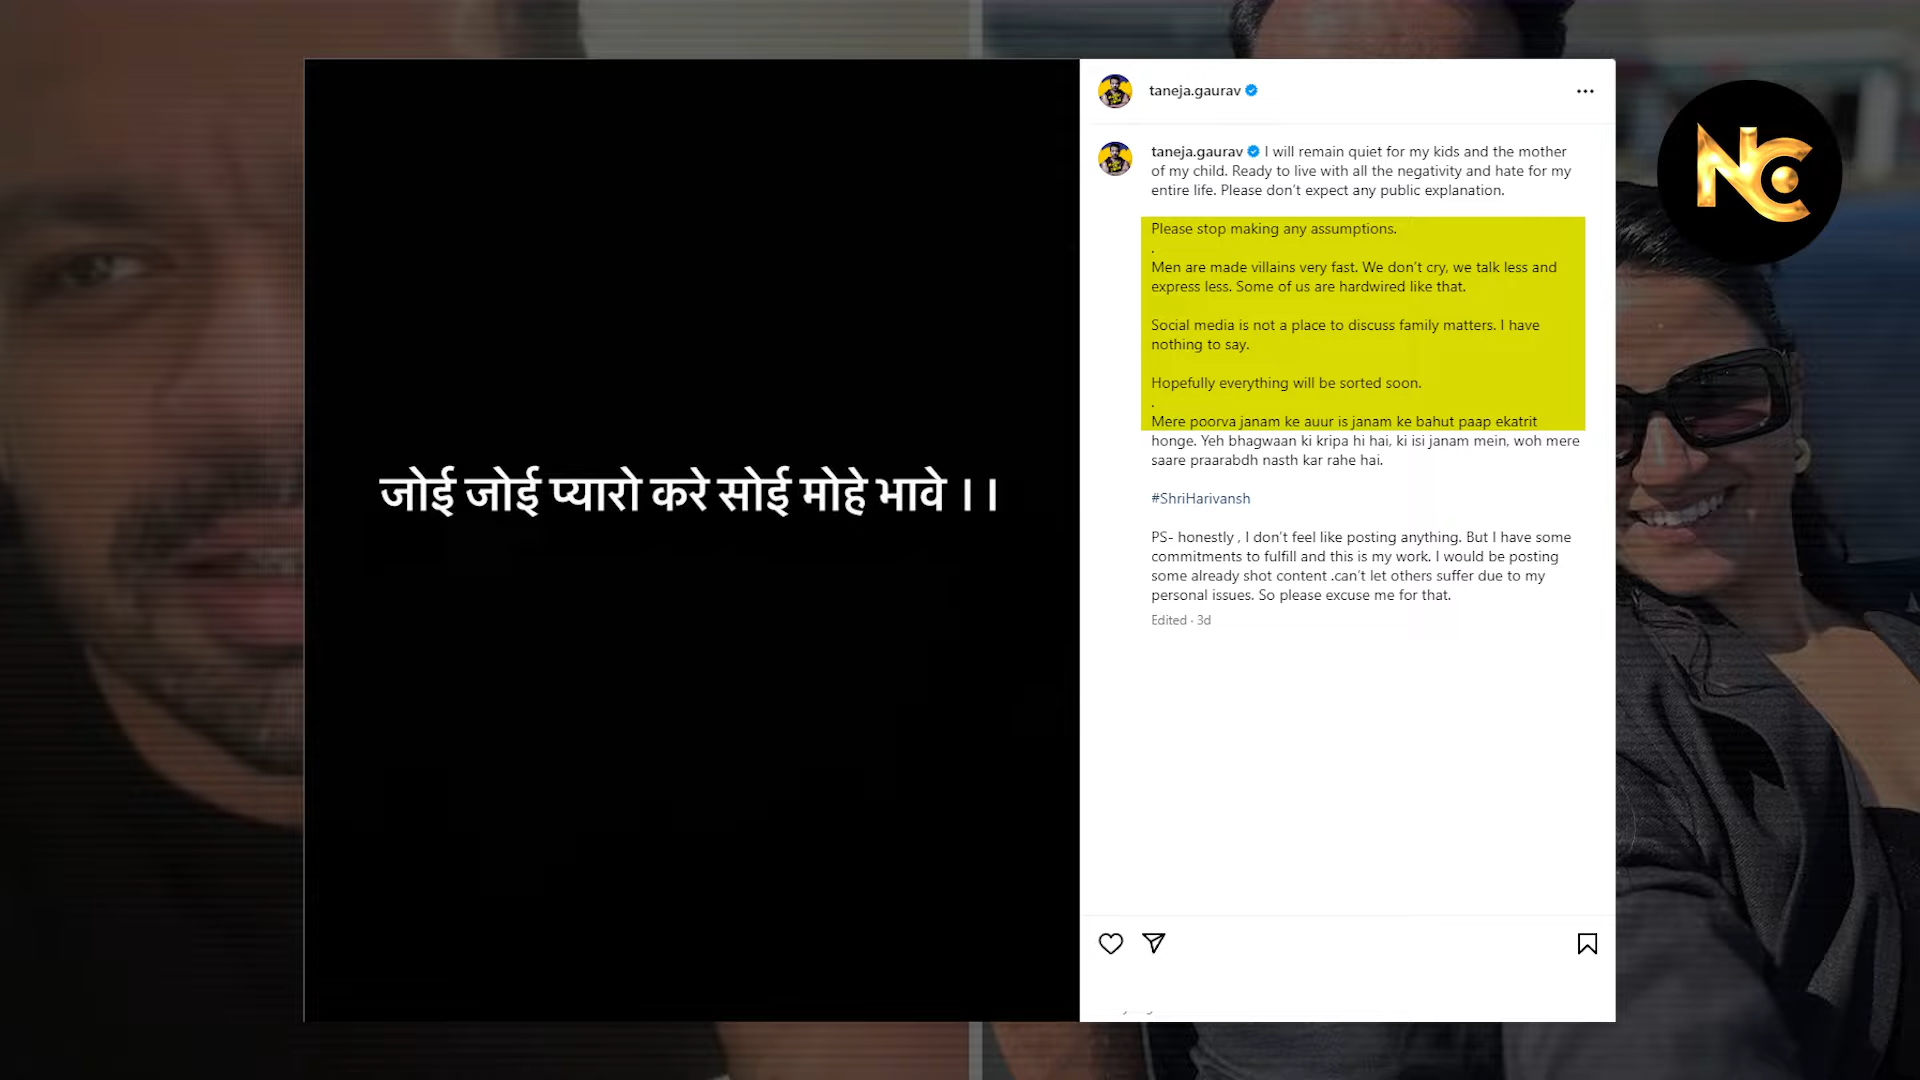 जोई जोई प्यारो करे सोई मोहे भावे ।।
taneja.gaurav
taneja.gaurav I will remain quiet for my kids and the mother
of my child. Ready to live with all the negativity and hate for my
entire life. Please don't expect any public explanation.
Please stop making any assumptions.
.
Men are made villains very fast. We don't cry, we talk less and
express less. Some of us are hardwired like that.
Social media is not a place to discuss family matters. I have
nothing to say.
Hopefully everything will be sorted soon.
.
Mere poorva janam ke auur is janam ke bahut paap ekatrit
honge. Yeh bhagwaan ki kripa hi hai, ki isi janam mein, woh mere
saare praarabdh nasth kar rahe hai.
#ShriHarivansh
PS- honestly , I don't feel like posting anything. But I have some
commitments to fulfill and this is my work. I would be posting
some already shot content .can't let others suffer due to my
personal issues. So please excuse me for that.
Edited · 3d
NC